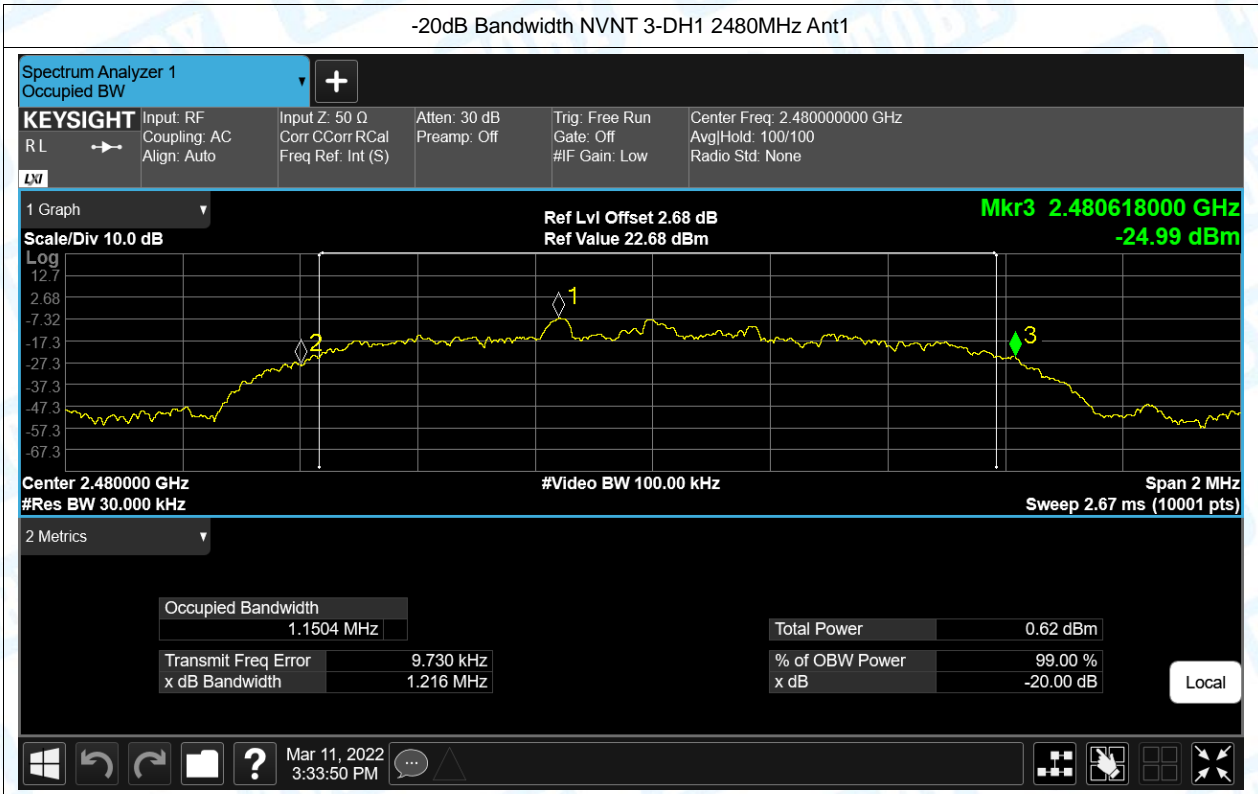 -20dB Bandwidth NVNT 3-DH1 2480MHz Ant1
Spectrum Analyzer 1
Occupied BW
KEYSIGHT
R L
LXI
Input: RF
Coupling: AC
Align: Auto
Input Z: 50 Ω
Corr CCorr RCal
Freq Ref: Int (S)
Atten: 30 dB
Preamp: Off
Trig: Free Run
Gate: Off
#IF Gain: Low
Center Freq: 2.480000000 GHz
Avg|Hold: 100/100
Radio Std: None
1 Graph
Scale/Div 10.0 dB
Ref Lvl Offset 2.68 dB
Ref Value 22.68 dBm
Mkr3 2.480618000 GHz
-24.99 dBm
Log
12.7
2.68
-7.32
-17.3
-27.3
-37.3
-47.3
-57.3
-67.3
1
2
3
Center 2.480000 GHz
#Res BW 30.000 kHz
#Video BW 100.00 kHz
Span 2 MHz
Sweep 2.67 ms (10001 pts)
2 Metrics
Occupied Bandwidth
1.1504 MHz
Transmit Freq Error 9.730 kHz
x dB Bandwidth 1.216 MHz
Total Power 0.62 dBm
% of OBW Power 99.00 %
x dB -20.00 dB
Local
?
Mar 11, 2022
3:33:50 PM